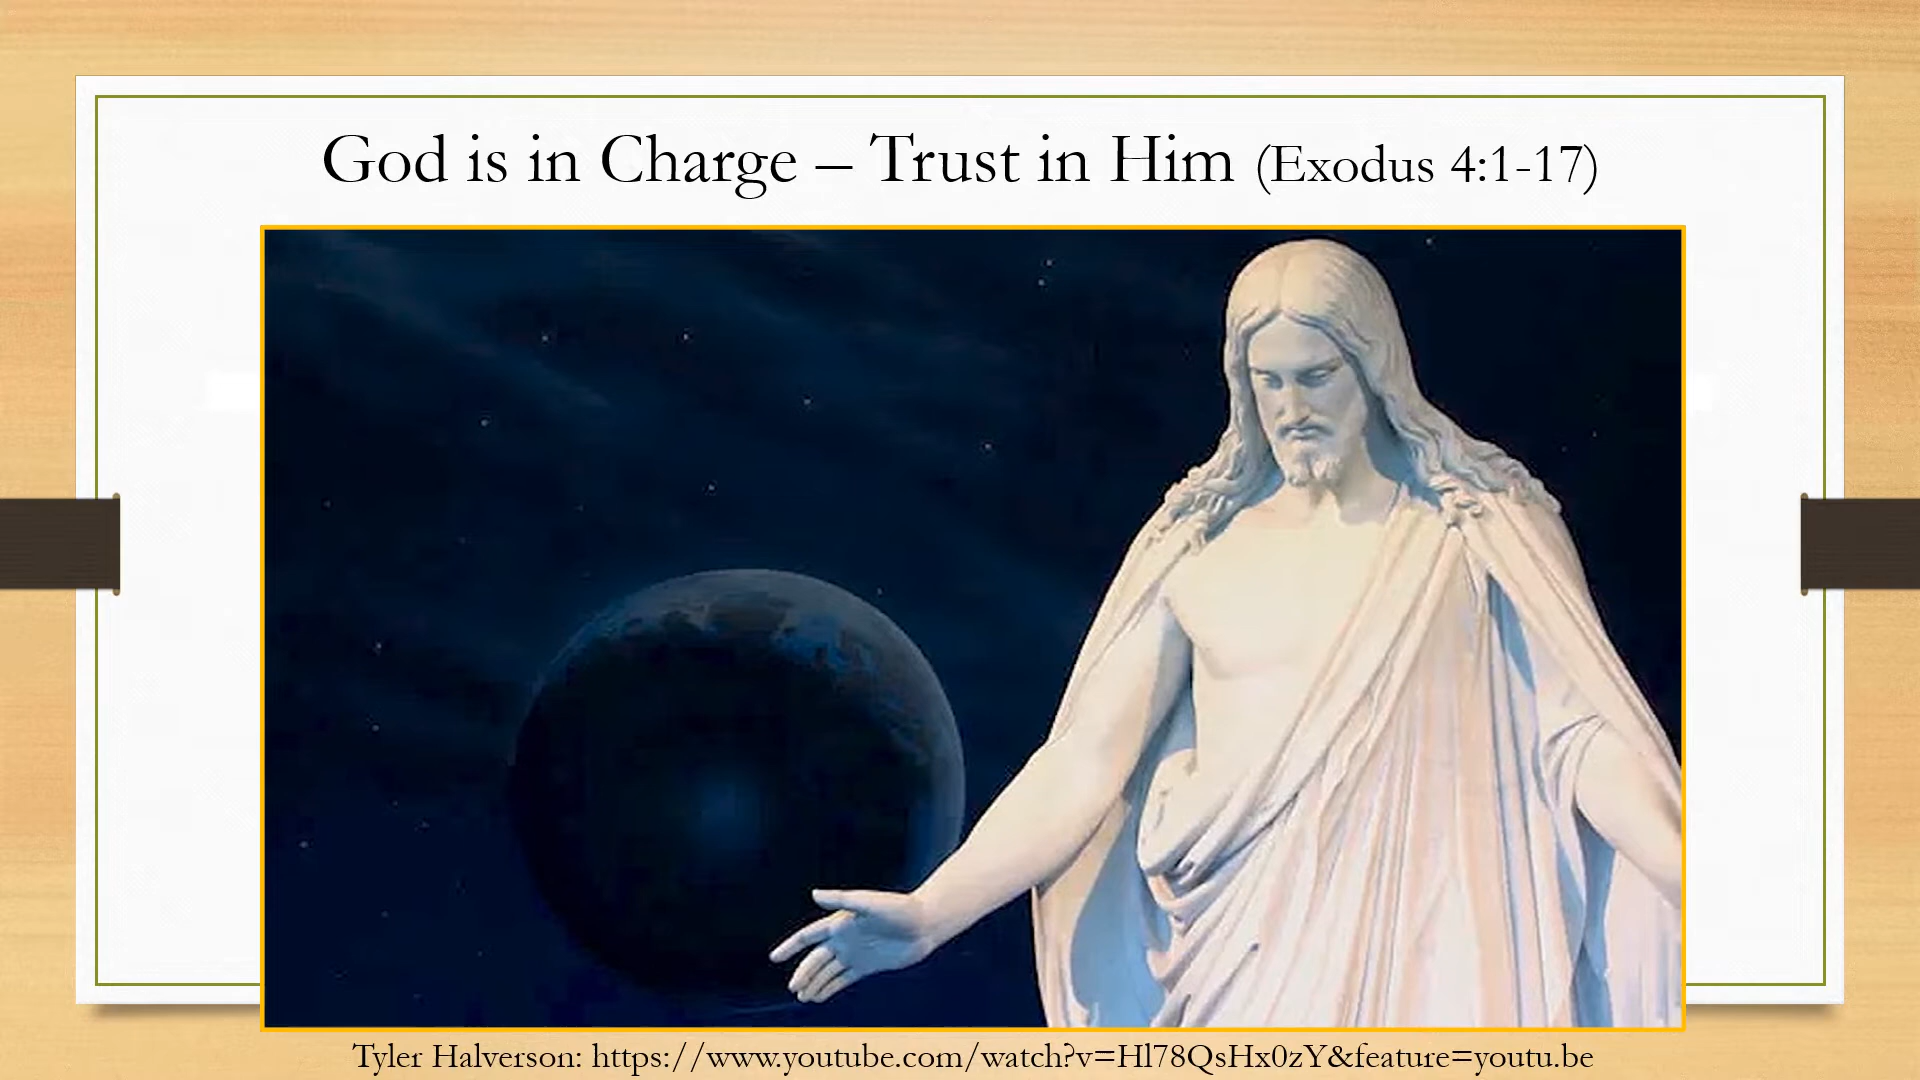 God is in Charge – Trust in Him (Exodus 4:1-17)
Tyler Halverson: https://www.youtube.com/watch?v=Hl78QsHx0zY&feature=youtu.be